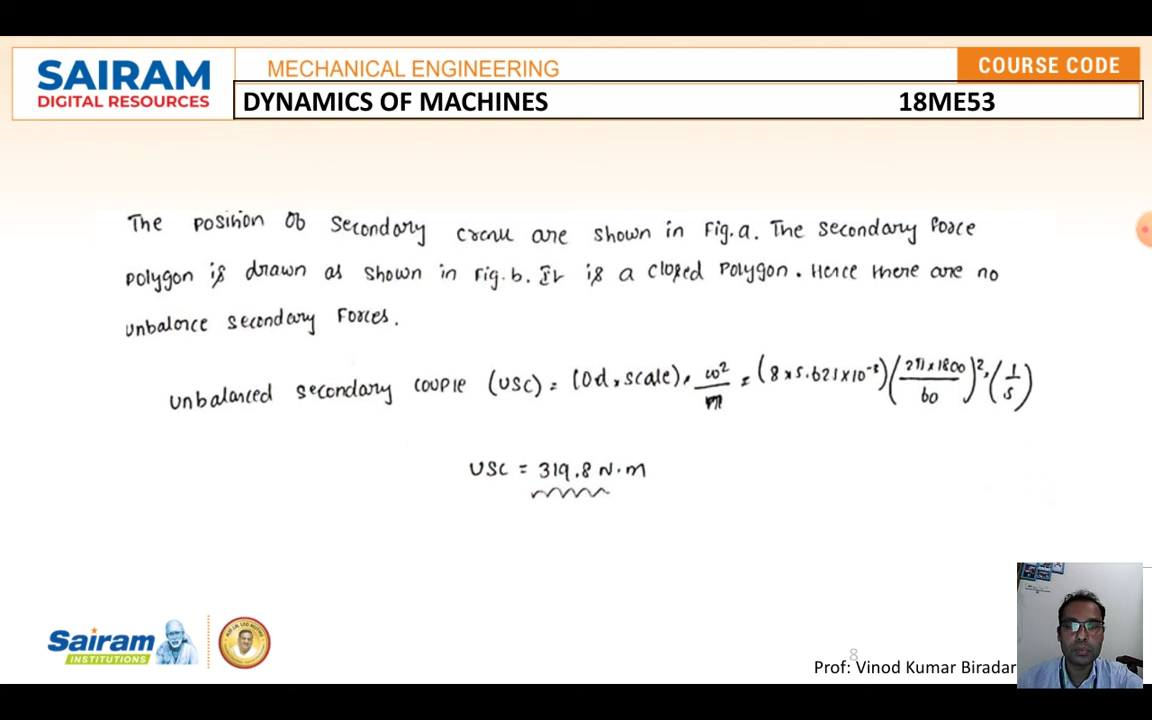 SAIRAM
DIGITAL RESOURCES
MECHANICAL ENGINEERING
COURSE CODE
DYNAMICS OF MACHINES 18ME53
The position of secondary crank are shown in Fig.a. The secondary force
polygon is drawn as shown in Fig.b. It is a closed polygon. Hence there are no
unbalance secondary Forces.
unbalanced secondary couple (USC) = (od × scale) · ω²/n = (8 × 5.621×10⁻³) (2π×1800/60)² · (1/5)
USC = 319.8 N.m
Sairam
INSTITUTIONS
8
Prof: Vinod Kumar Biradar